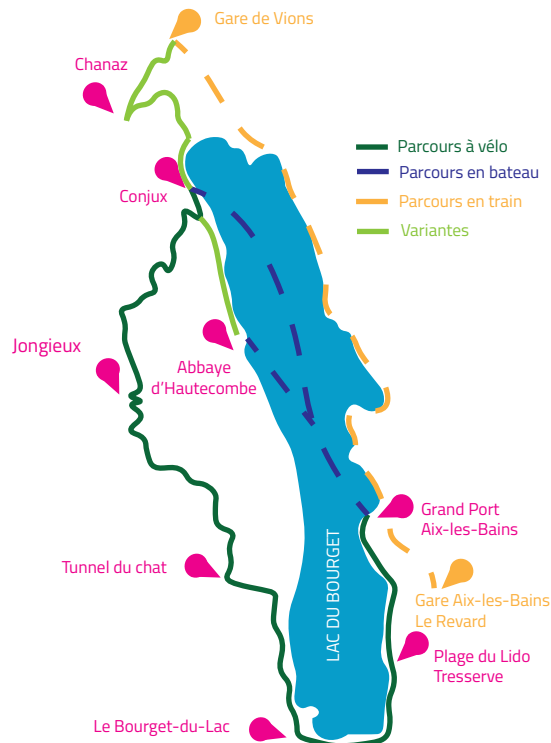 Gare de Vions
Chanaz
Parcours à vélo
Parcours en bateau
Parcours en train
Variantes
Conjux
Jongieux
Abbaye
d'Hautecombe
Grand Port
Aix-les-Bains
Tunnel du chat
LAC DU BOURGET
Gare Aix-les-Bains
Le Revard
Plage du Lido
Tresserve
Le Bourget-du-Lac